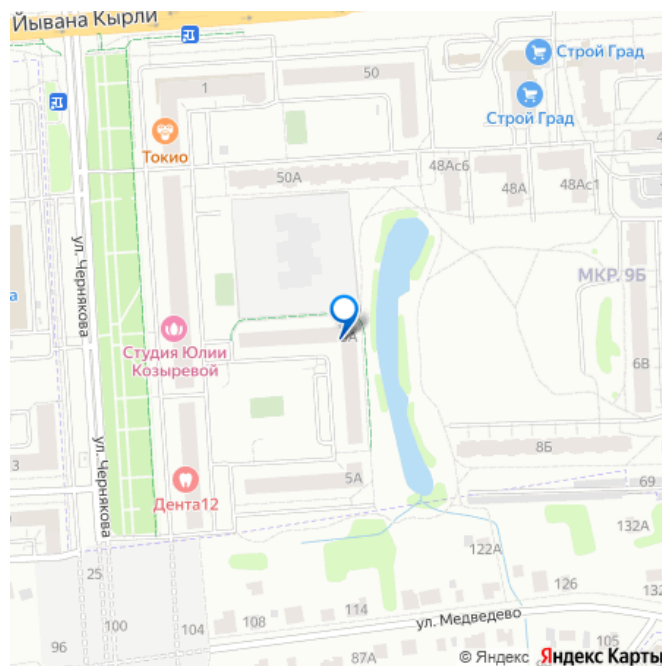 Йывана Кырли
50
Строй Град
1
Строй Град
Токио
50А
48Ас6
48А
48Ас1
ул. Чернякова
МКР. 9Б
а
Студия Юлии
Козыревой
6В
8Б
3
ул. Чернякова
5А
69
Дента12
132А
122А
25
126
132
114
108
100
104
ул. Медведево
96
87А
105
© Яндекс Яндекс Карты